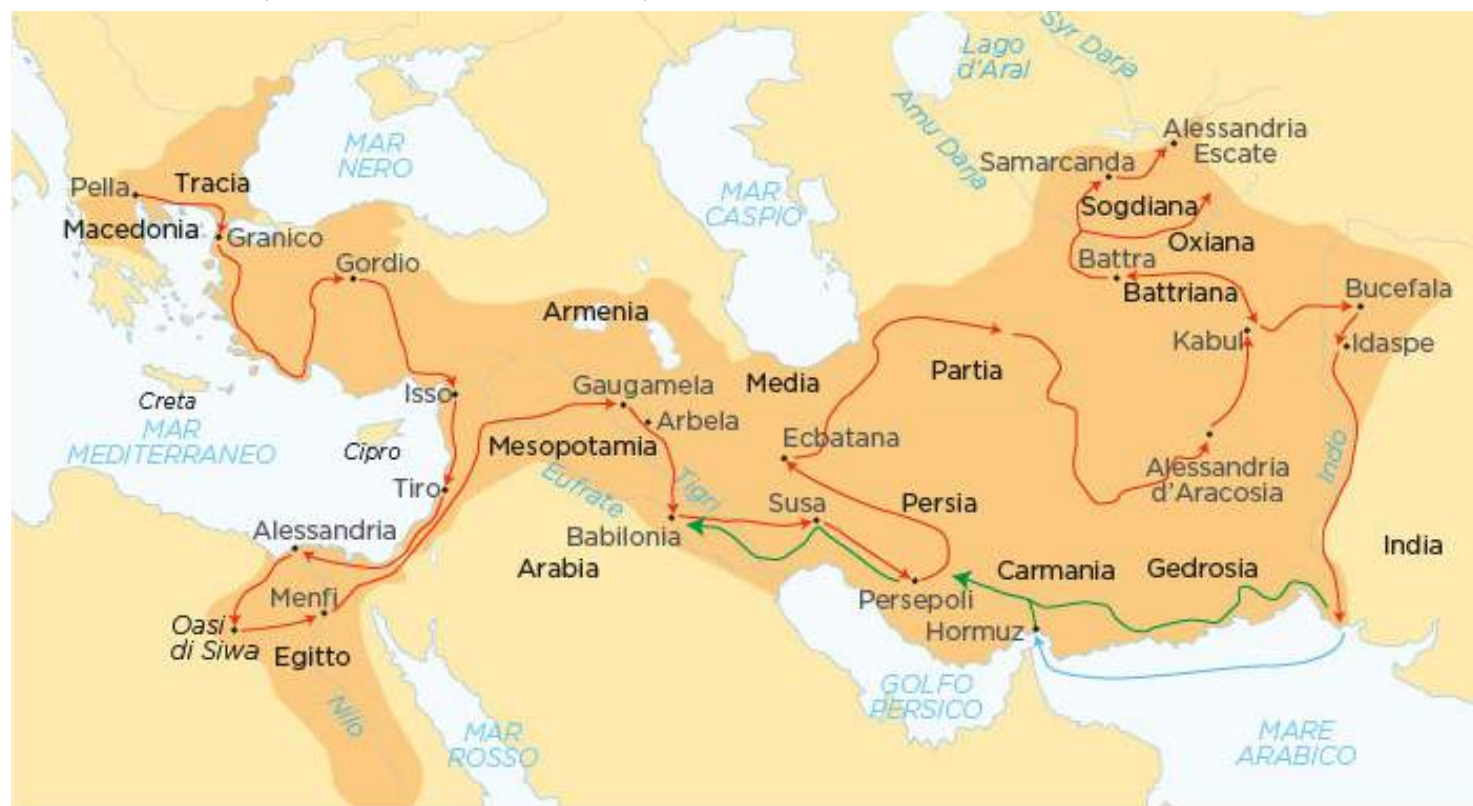 Syr Darja
Lago
d'Aral
Amu Darja
Alessandria
Escate
Samarcanda
MAR
NERO
MAR
CASPIO
Pella
Tracia
Sogdiana
Macedonia
Granico
Oxiana
Gordio
Battra
Battriana
Bucefala
Armenia
Kabul
Idaspe
Partia
Media
Isso
Gaugamela
Creta
Arbela
MAR
MEDITERRANEO
Cipro
Mesopotamia
Ecbatana
Indo
Alessandria
d'Aracosia
Tiro
Eufrate
Tigri
Susa
Persia
Alessandria
Babilonia
India
Arabia
Carmania
Gedrosia
Menfi
Persepoli
Oasi
di Siwa
Hormuz
Egitto
GOLFO
PERSICO
Nilo
MAR
ROSSO
MARE
ARABICO